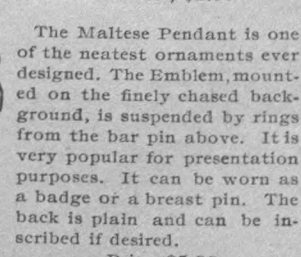 The Maltese Pendant is one
of the neatest ornaments ever
designed. The Emblem, mount-
ed on the finely chased back-
ground, is suspended by rings
from the bar pin above. It is
very popular for presentation
purposes. It can be worn as
a badge or a breast pin. The
back is plain and can be in-
scribed if desired.